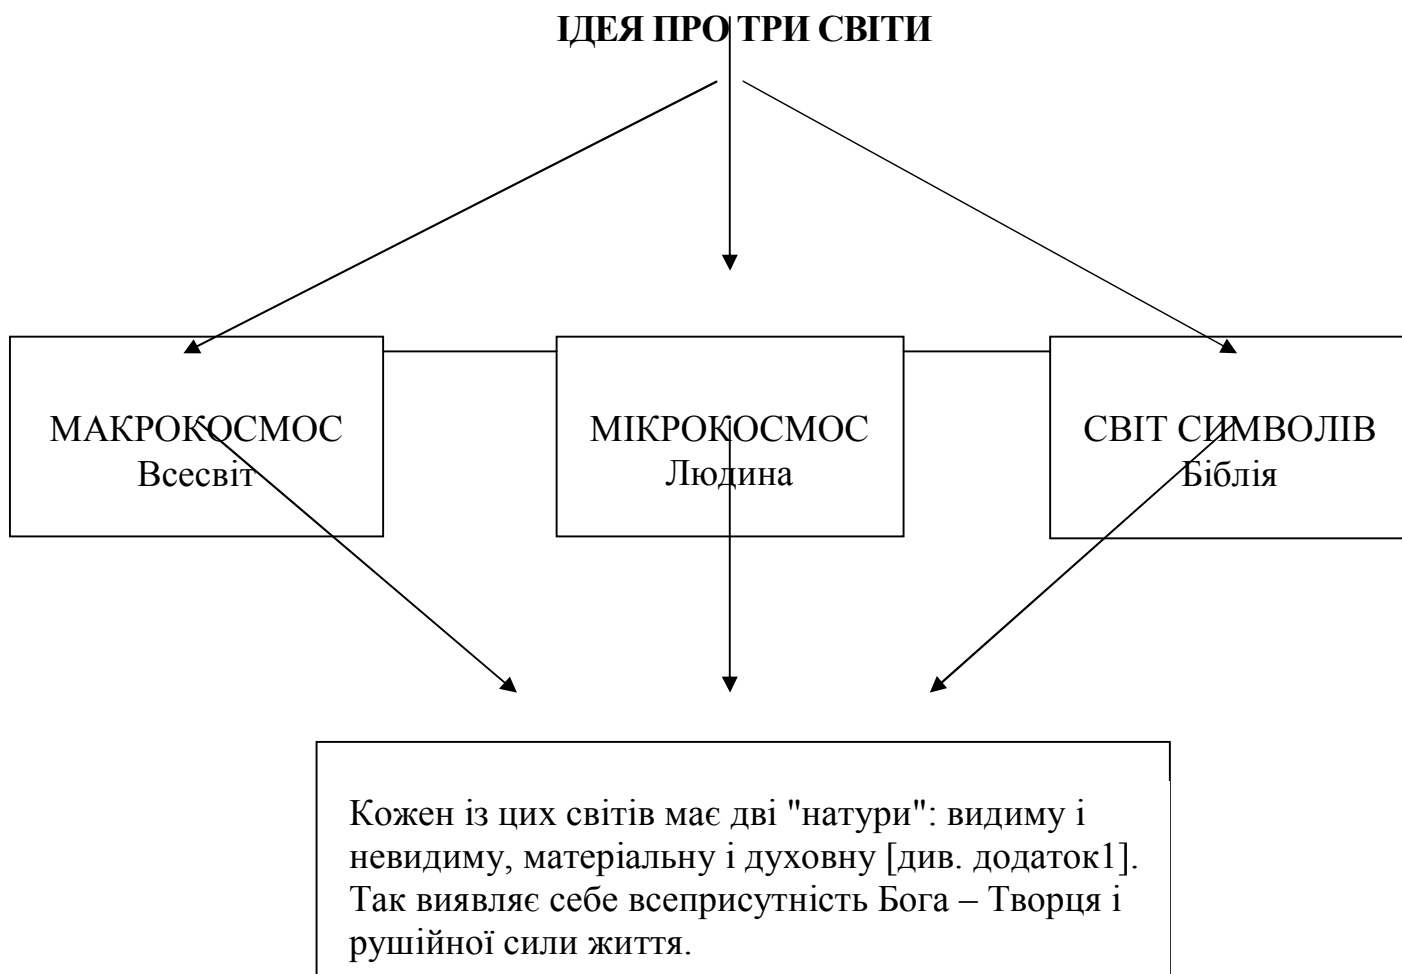 ІДЕЯ ПРО ТРИ СВІТИ
МАКРОКОСМОС
Всесвіт
МІКРОКОСМОС
Людина
СВІТ СИМВОЛІВ
Біблія
Кожен із цих світів має дві "натури": видиму і
невидиму, матеріальну і духовну [див. додаток1].
Так виявляє себе всеприсутність Бога – Творця і
рушійної сили життя.